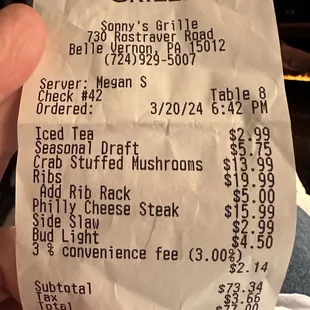 Sonny's Grille
730 Rostraver Road
Belle Vernon, PA 15012
(724)929-5007
Server: Megan S
Check #42 Table 8
Ordered: 3/20/24 6:42 PM
Iced Tea $2.99
Seasonal Draft $5.75
Crab Stuffed Mushrooms $13.99
Ribs $19.99
Add Rib Rack $5.00
Philly Cheese Steak $15.99
Side Slaw $2.99
Bud Light $4.50
3 % convenience fee (3.00%)
$2.14
Subtotal $73.34
Tax $3.66
Total $77.00